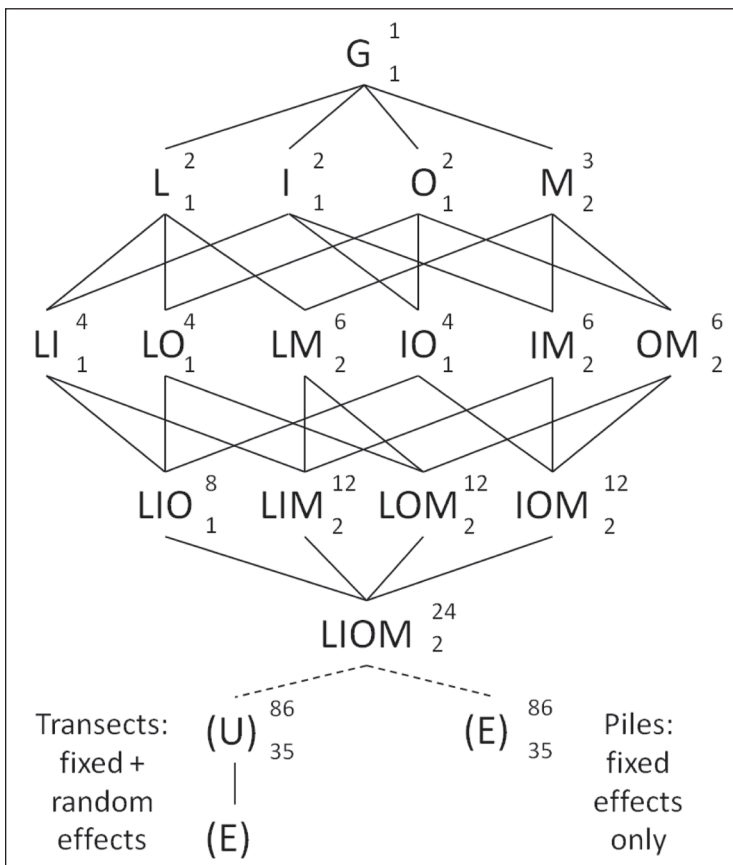 G 1 1
L 2 1 I 2 1 O 2 1 M 3 2
LI 4 1 LO 4 1 LM 6 2 IO 4 1 IM 6 2 OM 6 2
LIO 8 1 LIM 12 2 LOM 12 2 IOM 12 2
LIOM 24 2
Transects: (U) 86 35 (E) 86 35 Piles:
fixed + fixed
random effects
effects (E) only